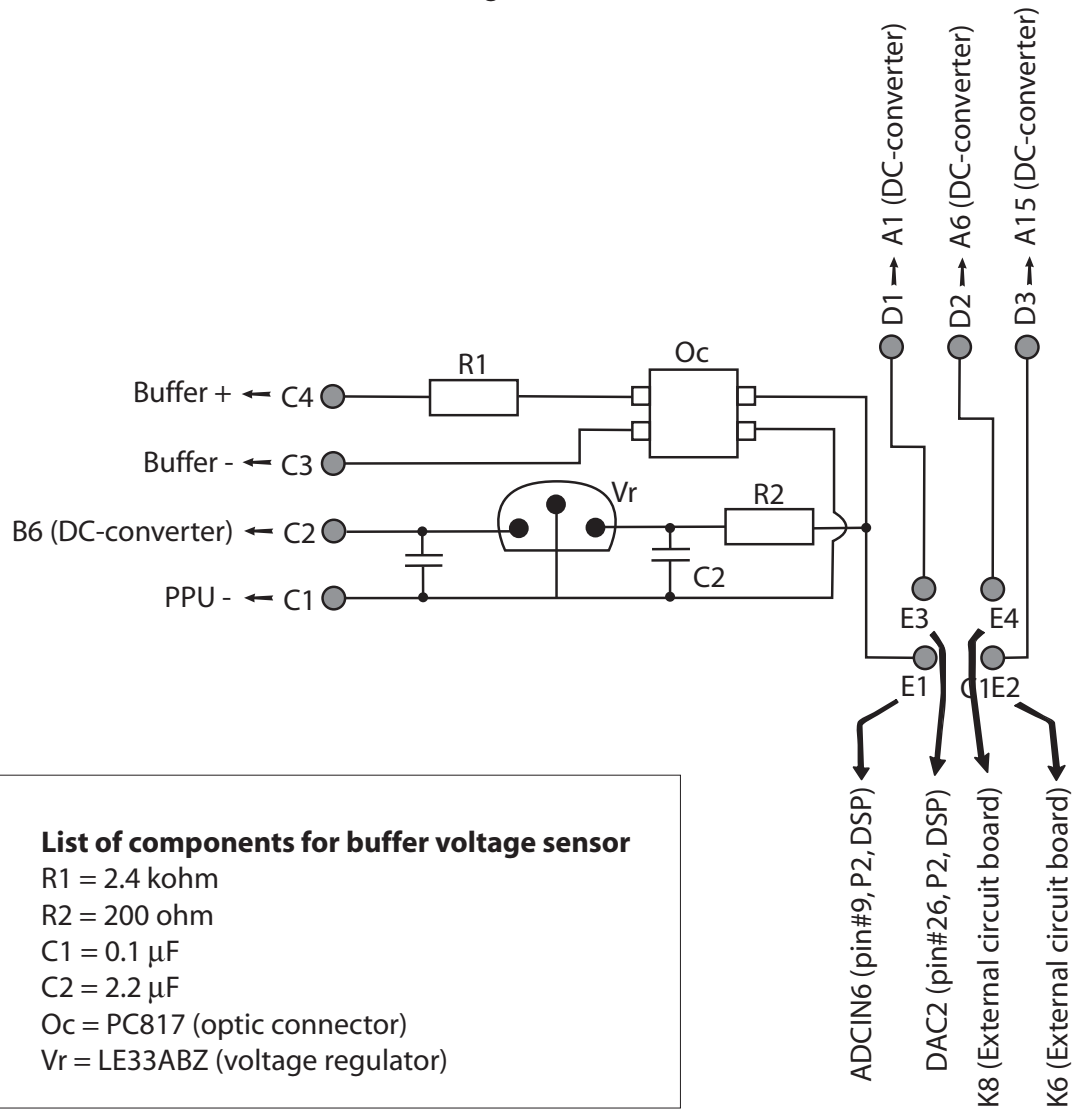 D1 → A1 (DC-converter)
D2 → A6 (DC-converter)
D3 → A15 (DC-converter)
Oc
R1
Buffer + ← C4
Buffer - ← C3
Vr
R2
B6 (DC-converter) ← C2
C2
PPU - ← C1
E3
E4
E1
C1
E2
ADCIN6 (pin#9, P2, DSP)
DAC2 (pin#26, P2, DSP)
K8 (External circuit board)
K6 (External circuit board)
List of components for buffer voltage sensor
R1 = 2.4 kohm
R2 = 200 ohm
C1 = 0.1 μF
C2 = 2.2 μF
Oc = PC817 (optic connector)
Vr = LE33ABZ (voltage regulator)